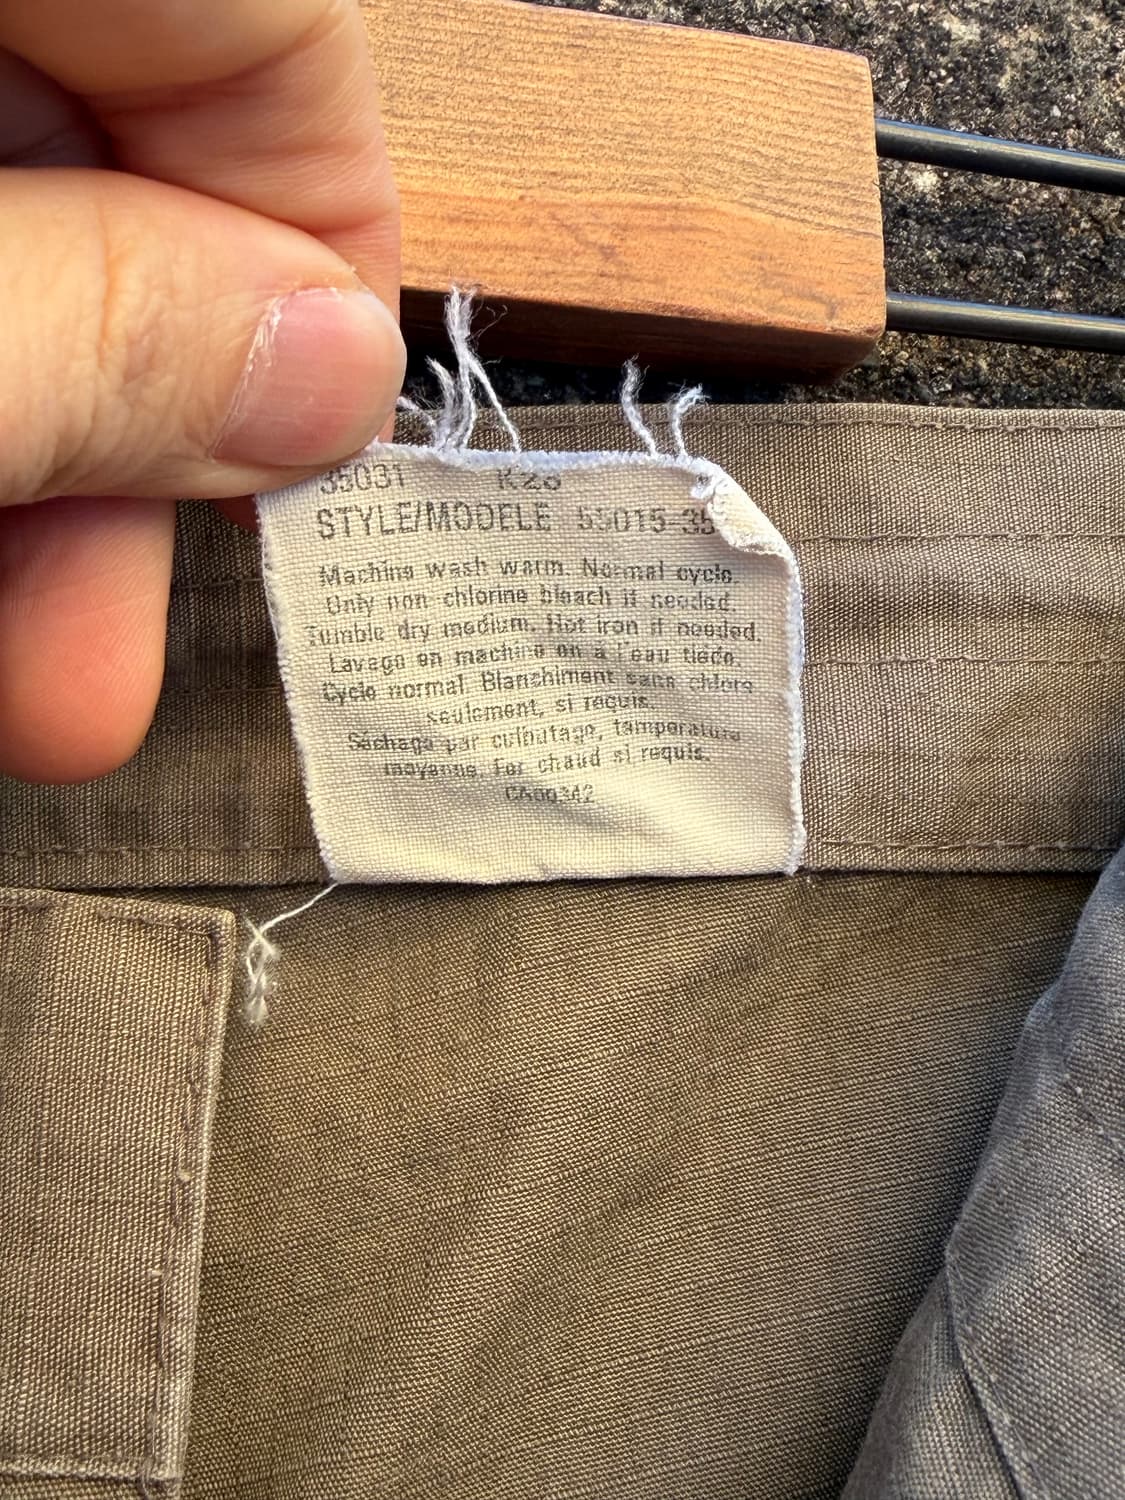 35031 K28
STYLE/MODELE 55015-35
Machine wash warm. Normal cycle.
Only non-chlorine bleach if needed.
Tumble dry medium. Hot iron if needed.
Lavage en machine en a l'eau tiede.
Cycle normal. Blanchiment sans chlore
seulement, si requis.
Sechage par culbutage, temperature
moyenne. Fer chaud si requis.
CA00342